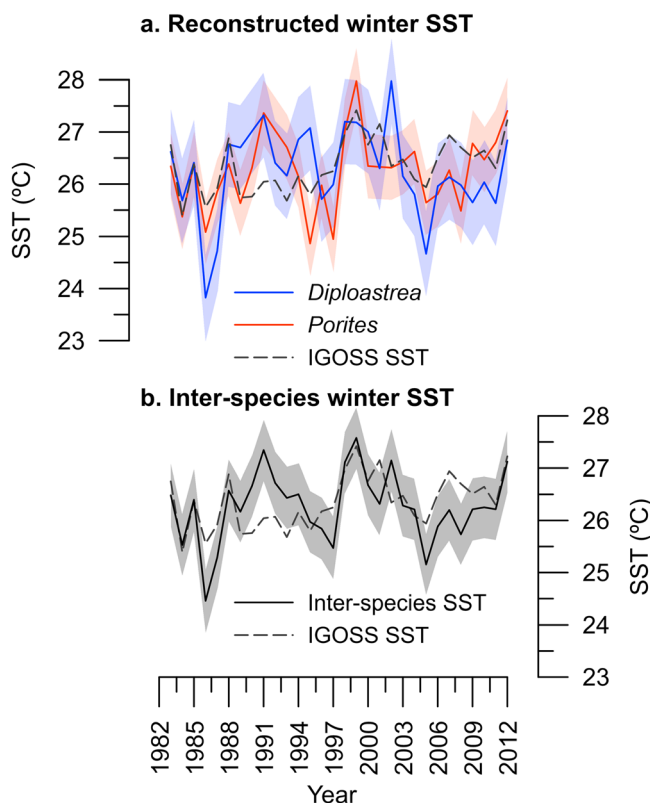 a. Reconstructed winter SST
28
27
26
25
24
23
SST (ºC)
Diploastrea
Porites
IGOSS SST
b. Inter-species winter SST
28
27
26
25
24
23
SST (ºC)
Inter-species SST
IGOSS SST
1982
1985
1988
1991
1994
1997
2000
2003
2006
2009
2012
Year